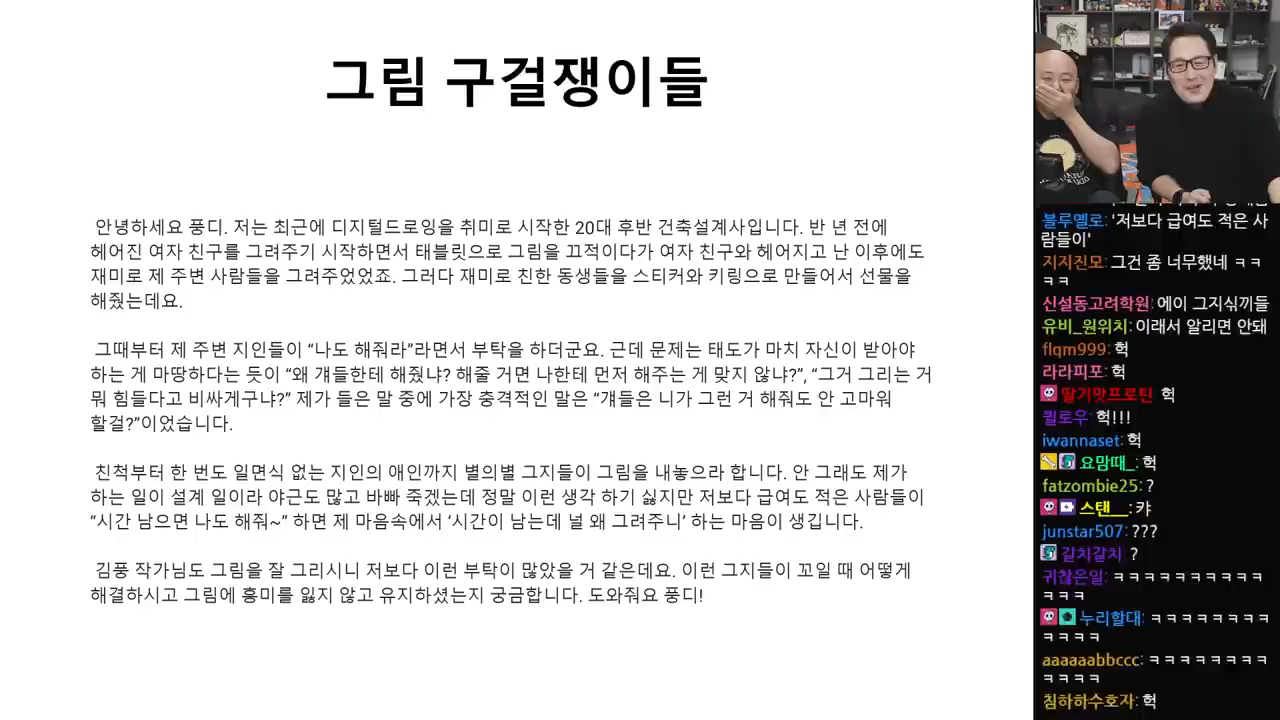 그림 구걸쟁이들
안녕하세요 풍디. 저는 최근에 디지털드로잉을 취미로 시작한 20대 후반 건축설계사입니다. 반 년 전에
헤어진 여자 친구를 그려주기 시작하면서 태블릿으로 그림을 끄적이다가 여자 친구와 헤어지고 난 이후에도
재미로 제 주변 사람들을 그려주었었죠. 그러다 재미로 친한 동생들을 스티커와 키링으로 만들어서 선물을
해줬는데요.
그때부터 제 주변 지인들이 “나도 해줘라”라면서 부탁을 하더군요. 근데 문제는 태도가 마치 자신이 받아야
하는 게 마땅하다는 듯이 “왜 걔들한테 해줬냐? 해줄 거면 나한테 먼저 해주는 게 맞지 않냐?”, “그거 그리는 거
뭐 힘들다고 비싸게구냐?” 제가 들은 말 중에 가장 충격적인 말은 “걔들은 니가 그런 거 해줘도 안 고마워
할걸?”이었습니다.
친척부터 한 번도 일면식 없는 지인의 애인까지 별의별 그지들이 그림을 내놓으라 합니다. 안 그래도 제가
하는 일이 설계 일이라 야근도 많고 바빠 죽겠는데 정말 이런 생각 하기 싫지만 저보다 급여도 적은 사람들이
“시간 남으면 나도 해줘~” 하면 제 마음속에서 ‘시간이 남는데 널 왜 그려주니’ 하는 마음이 생깁니다.
김풍 작가님도 그림을 잘 그리시니 저보다 이런 부탁이 많았을 거 같은데요. 이런 그지들이 꼬일 때 어떻게
해결하시고 그림에 흥미를 잃지 않고 유지하셨는지 궁금합니다. 도와줘요 풍디!
블루옐로: '저보다 급여도 적은 사
람들이'
지지진모: 그건 좀 너무했네 ㅋㅋ
ㅋㅋ
신설동고려학원: 에이 그지싞끼들
유비_원위치: 이래서 알리면 안돼
flqm999: 헉
라라피포: 헉
딸기맛프로틴 헉
퀼로우: 헉!!!
iwannaset: 헉
요맘때_: 헉
fatzombie25: ?
스탠__: 캬
junstar507: ???
갈치갈치 ?
귀찮은일: ㅋㅋㅋㅋㅋㅋㅋㅋㅋㅋ
ㅋㅋㅋ
누리할대: ㅋㅋㅋㅋㅋㅋㅋㅋ
ㅋㅋㅋㅋ
aaaaaabbccc: ㅋㅋㅋㅋㅋㅋㅋㅋ
ㅋㅋㅋㅋ
침하하수호자: 헉